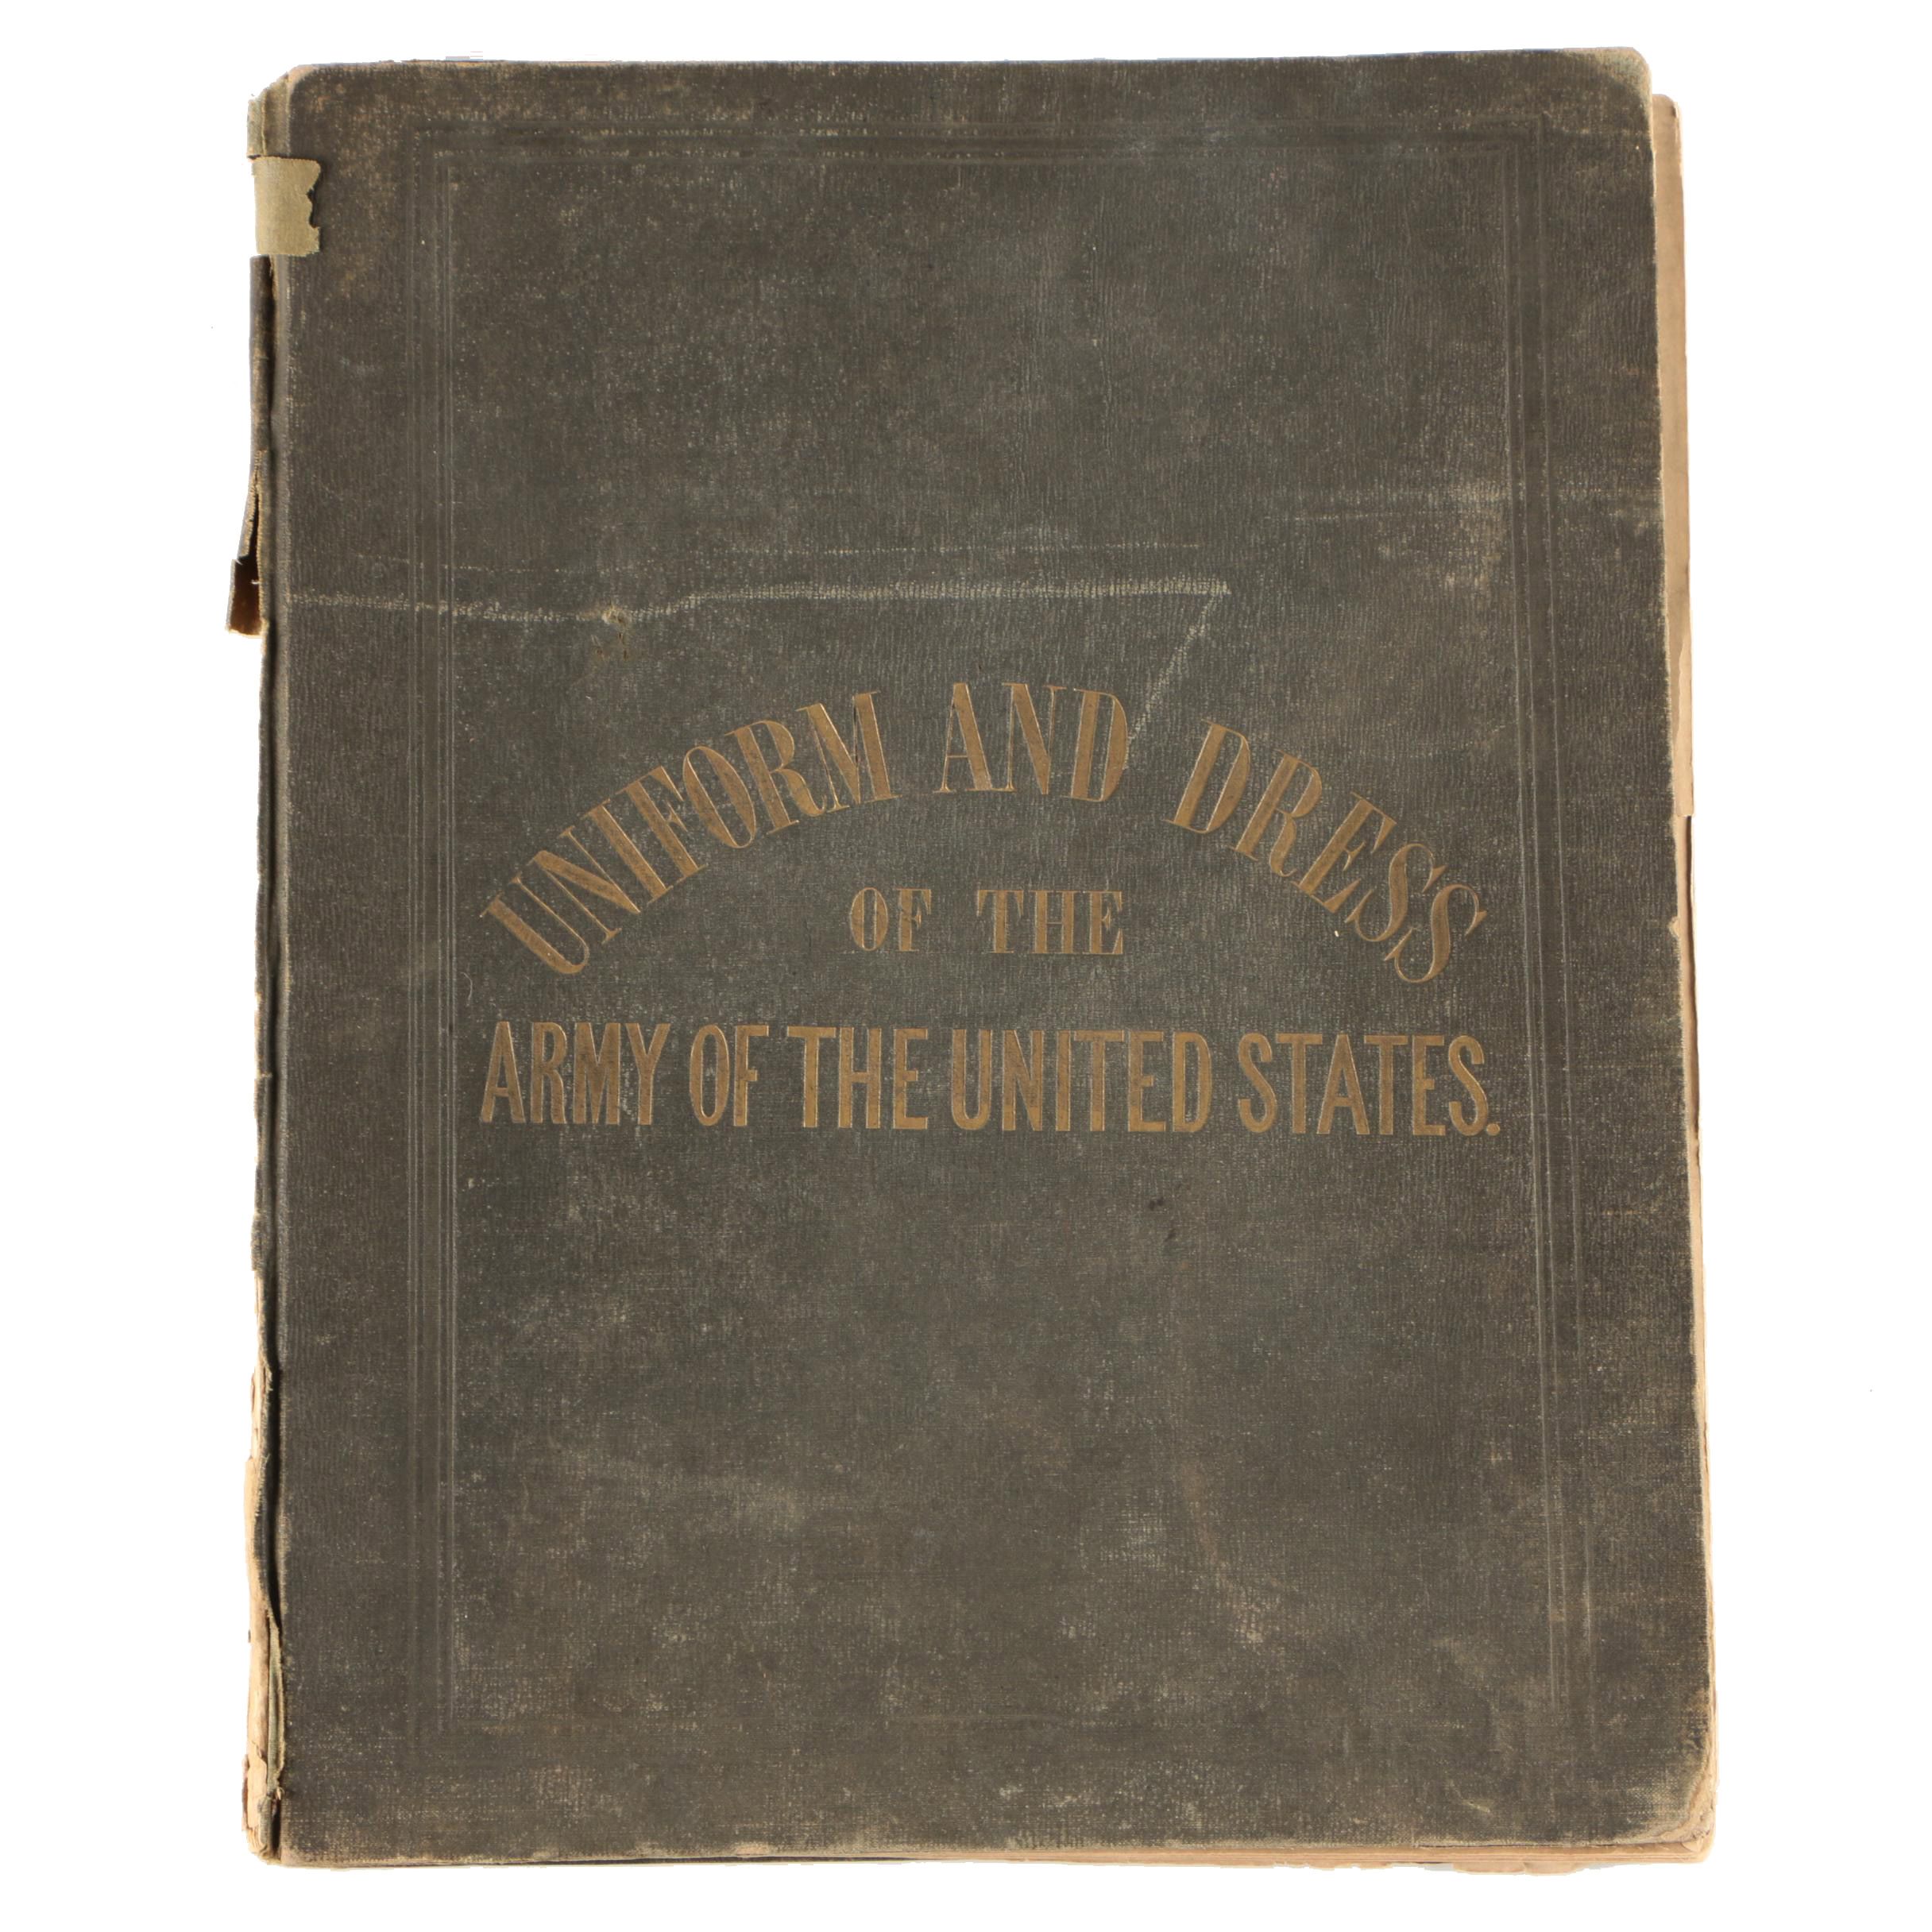 UNIFORM AND DRESS
OF THE
ARMY OF THE UNITED STATES.